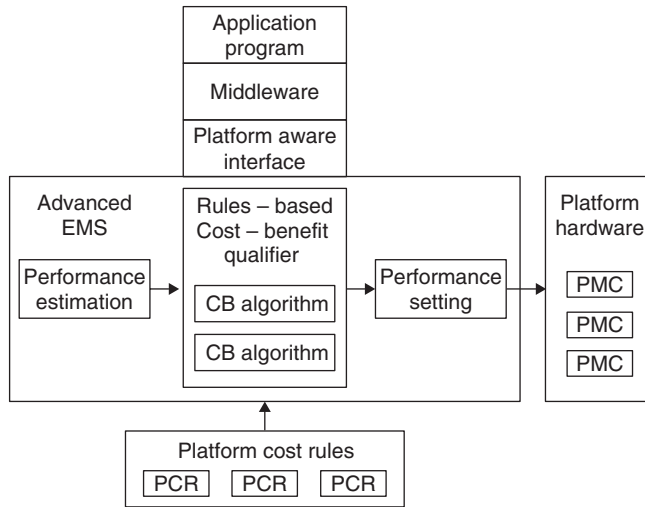 Application
program
Middleware
Platform aware
interface
Advanced
EMS
Performance
estimation
Rules – based
Cost – benefit
qualifier
CB algorithm
CB algorithm
Performance
setting
Platform
hardware
PMC
PMC
PMC
Platform cost rules
PCR PCR PCR